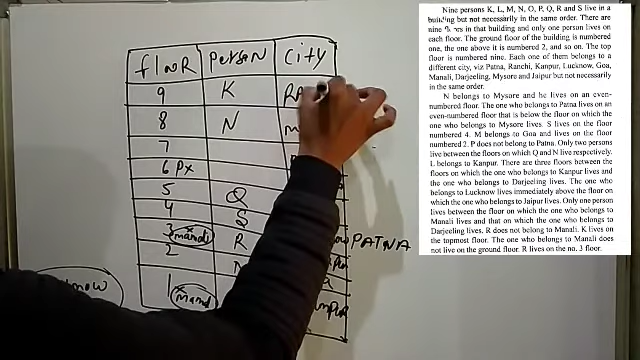 Nine persons K, L, M, N, O, P, Q, R and S live in a
building but not necessarily in the same order. There are
nine in that building and only one person lives on
each floor. The ground floor of the building is numbered
one, the one above it is numbered 2, and so on. The top
floor is numbered nine. Each one of them belongs to a
different city, viz Patna, Ranchi, Kanpur, Lucknow, Goa,
Manali, Darjeeling, Mysore and Jaipur but not necessarily
in the same order.
N belongs to Mysore and he lives on an even-
numbered floor. The one who belongs to Patna lives on an
even-numbered floor that is below the floor on which the
one who belongs to Mysore lives. S lives on the floor
numbered 4. M belongs to Goa and lives on the floor
numbered 2. P does not belong to Patna. Only two persons
live between the floors on which Q and N live respectively.
L belongs to Kanpur. There are three floors between the
floors on which the one who belongs to Kanpur lives and
the one who belongs to Darjeeling lives. The one who
belongs to Lucknow lives immediately above the floor on
which the one who belongs to Jaipur lives. Only one person
lives between the floor on which the one who belongs to
Manali lives and that on which the one who belongs to
Darjeeling lives. R does not belong to Manali. K lives on
the topmost floor. The one who belongs to Manali does
not live on the ground floor. R lives on the no. 3 floor.
flooR person City
9 K RA
8 N m
7
6 Px
5 Q
4 S
3 R PATNA
2
1